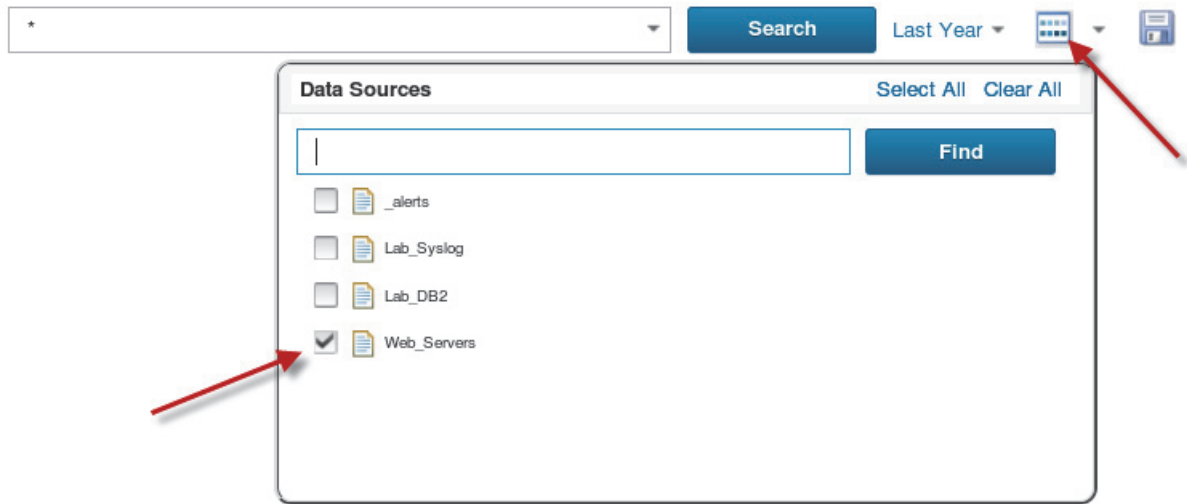 * Search Last Year
Data Sources Select All Clear All
Find
_alerts
Lab_Syslog
Lab_DB2
Web_Servers